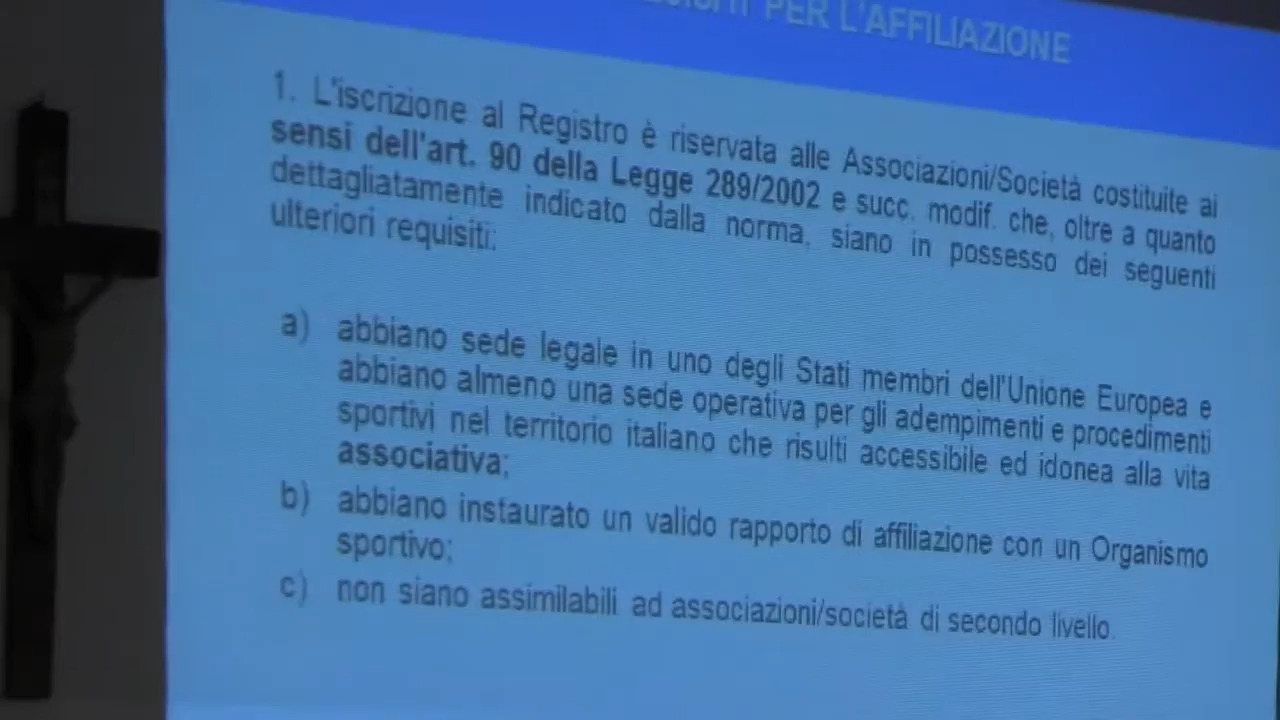 PER L'AFFILIAZIONE
1. L'iscrizione al Registro è riservata alle Associazioni/Società costituite ai
sensi dell'art. 90 della Legge 289/2002 e succ. modif. che, oltre a quanto
dettagliatamente indicato dalla norma, siano in possesso dei seguenti
ulteriori requisiti:
a) abbiano sede legale in uno degli Stati membri dell'Unione Europea e
abbiano almeno una sede operativa per gli adempimenti e procedimenti
sportivi nel territorio italiano che risulti accessibile ed idonea alla vita
associativa;
b) abbiano instaurato un valido rapporto di affiliazione con un Organismo
sportivo;
c) non siano assimilabili ad associazioni/società di secondo livello.